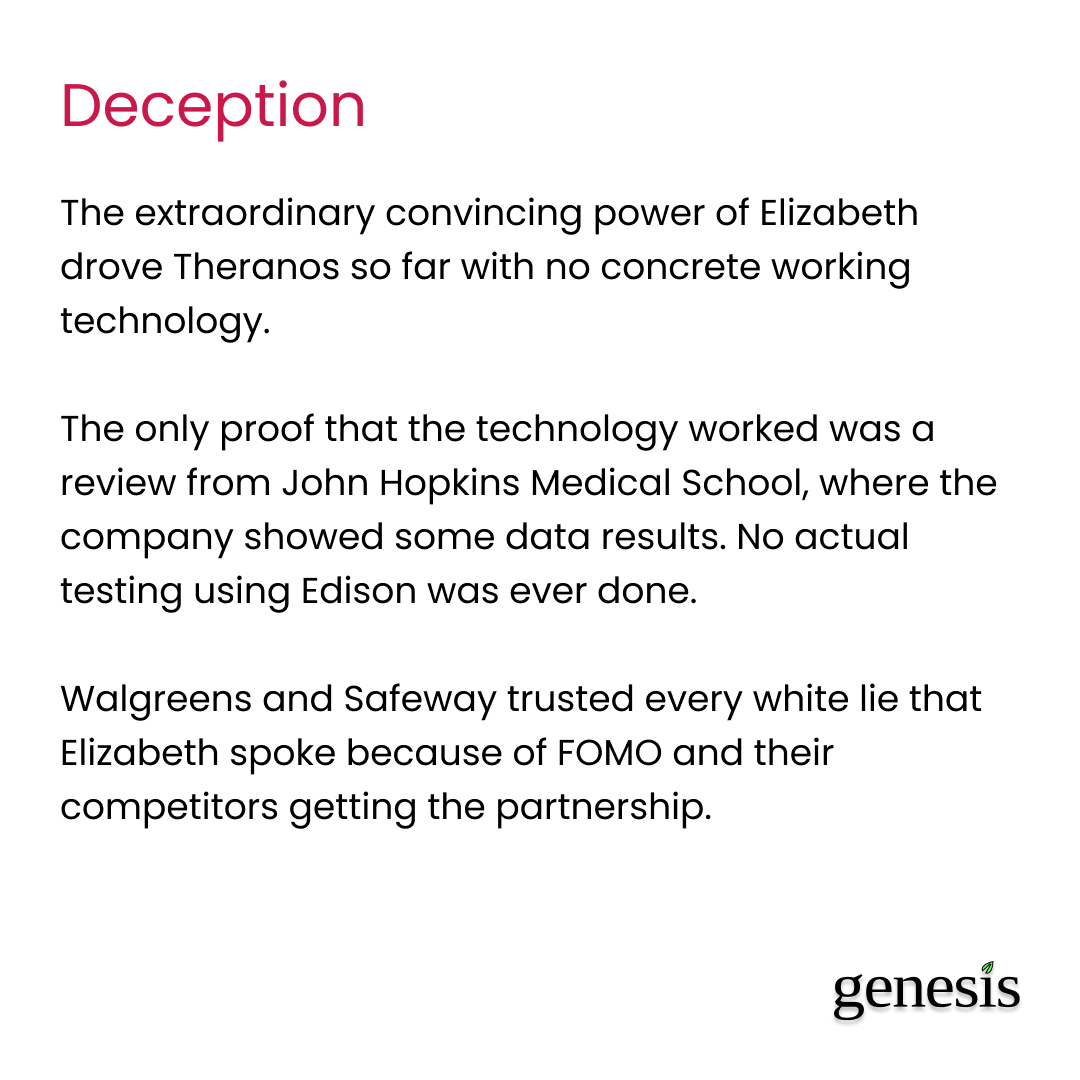 Deception
The extraordinary convincing power of Elizabeth
drove Theranos so far with no concrete working
technology.
The only proof that the technology worked was a
review from John Hopkins Medical School, where the
company showed some data results. No actual
testing using Edison was ever done.
Walgreens and Safeway trusted every white lie that
Elizabeth spoke because of FOMO and their
competitors getting the partnership.
genesis